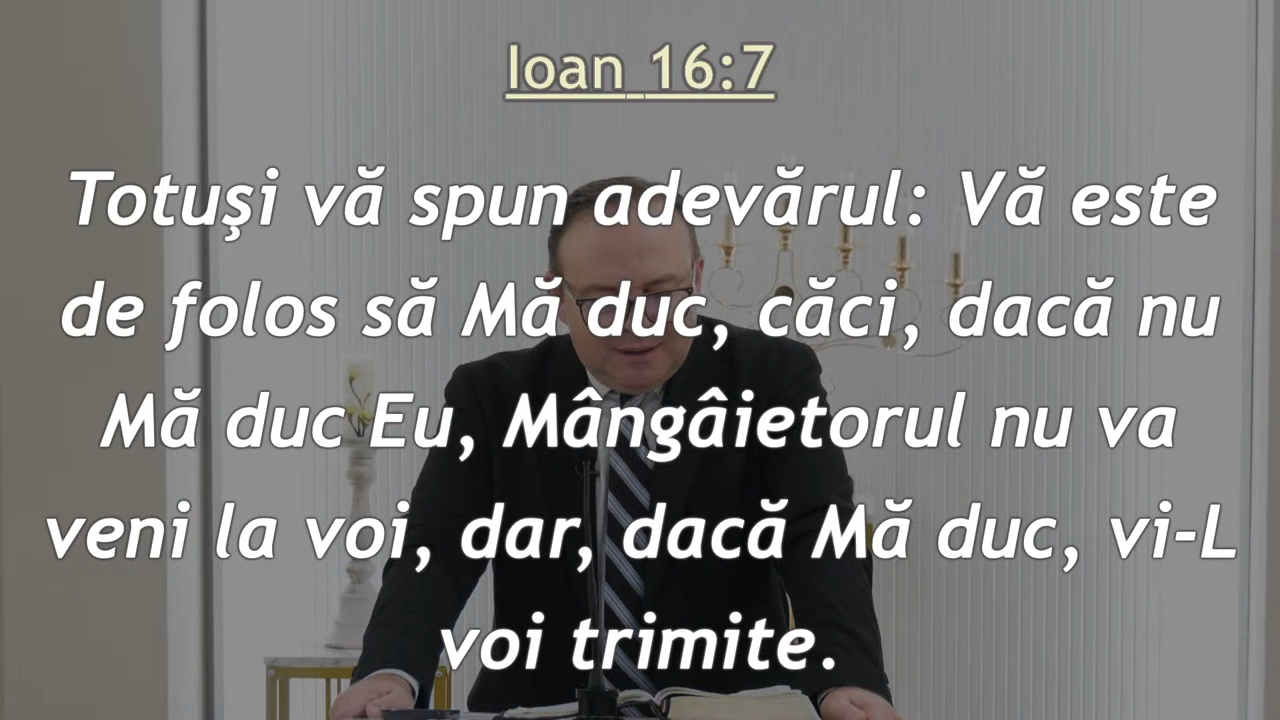 Ioan 16:7
Totuşi vă spun adevărul: Vă este
de folos să Mă duc, căci, dacă nu
Mă duc Eu, Mângâietorul nu va
veni la voi, dar, dacă Mă duc, vi-L
voi trimite.